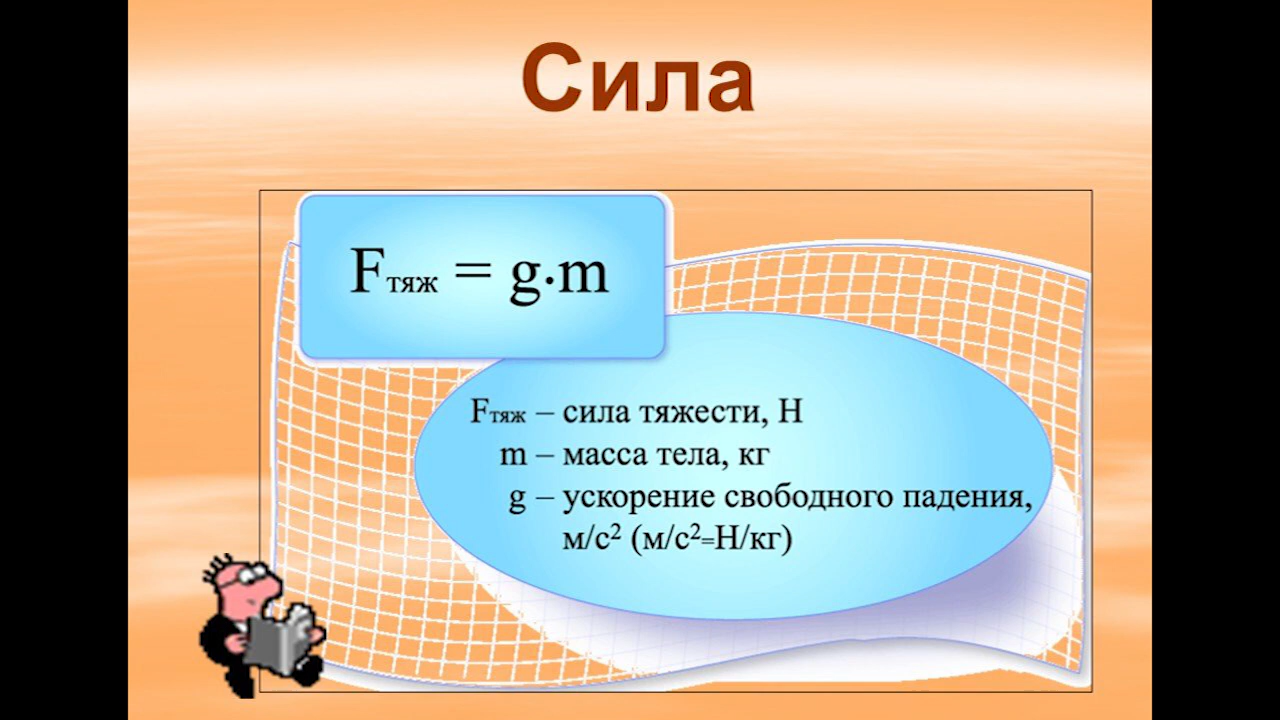 Сила
Fтяж = g·m
Fтяж – сила тяжести, Н
m – масса тела, кг
g – ускорение свободного падения,
м/с² (м/с²=Н/кг)